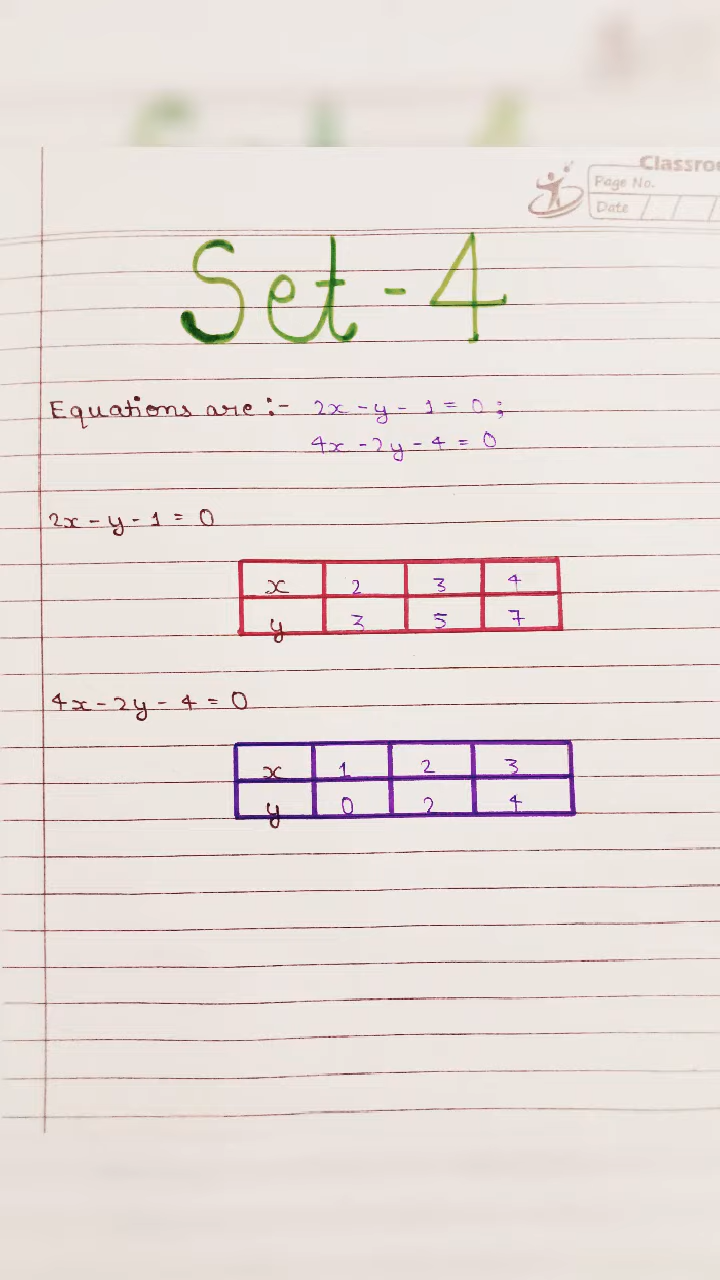 Classroo
Page No.
Date / /
Set - 4
Equations are :- 2x - y - 1 = 0 ;
4x - 2y - 4 = 0
2x - y - 1 = 0
x 2 3 4
y 3 5 7
4x - 2y - 4 = 0
x 1 2 3
y 0 2 4